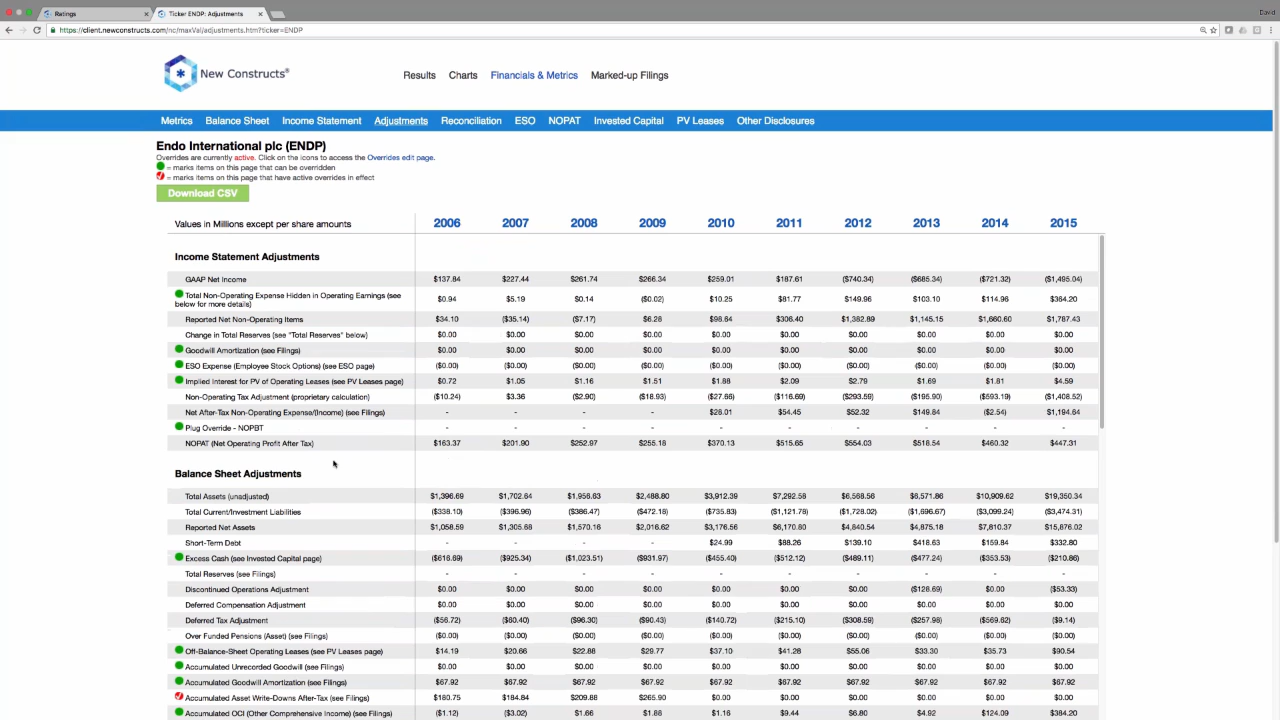 Ratings
Ticker ENDP: Adjustments
David
https://client.newconstructs.com/nc/maxVal/adjustments.htm?ticker=ENDP
New Constructs®
Results Charts Financials & Metrics Marked-up Filings
Metrics Balance Sheet Income Statement Adjustments Reconciliation ESO NOPAT Invested Capital PV Leases Other Disclosures
Endo International plc (ENDP)
Overrides are currently active. Click on the icons to access the Overrides edit page.
= marks items on this page that can be overridden
= marks items on this page that have active overrides in effect
Download CSV
Values in Millions except per share amounts 2006 2007 2008 2009 2010 2011 2012 2013 2014 2015
Income Statement Adjustments
GAAP Net Income $137.84 $227.44 $261.74 $266.34 $259.01 $187.61 ($740.34) ($685.34) ($721.32) ($1,495.04)
Total Non-Operating Expense Hidden in Operating Earnings (see
below for more details) $0.94 $5.19 $0.14 ($0.02) $10.25 $81.77 $149.96 $103.10 $114.96 $384.20
Reported Net Non-Operating Items $34.10 ($35.14) ($7.17) $6.28 $98.64 $306.40 $1,382.89 $1,145.15 $1,660.60 $1,787.43
Change in Total Reserves (see "Total Reserves" below) $0.00 $0.00 $0.00 $0.00 $0.00 $0.00 $0.00 $0.00 $0.00 $0.00
Goodwill Amortization (see Filings) $0.00 $0.00 $0.00 $0.00 $0.00 $0.00 $0.00 $0.00 $0.00 $0.00
ESO Expense (Employee Stock Options) (see ESO page) ($0.00) ($0.00) ($0.00) ($0.00) ($0.00) ($0.00) ($0.00) ($0.00) ($0.00) ($0.00)
Implied Interest for PV of Operating Leases (see PV Leases page) $0.72 $1.05 $1.16 $1.51 $1.88 $2.09 $2.79 $1.69 $1.81 $4.59
Non-Operating Tax Adjustment (proprietary calculation) ($10.24) $3.36 ($2.90) ($18.93) ($27.66) ($116.69) ($293.59) ($195.90) ($593.19) ($1,408.52)
Net After-Tax Non-Operating Expense/(Income) (see Filings) - - - - $28.01 $54.45 $52.32 $149.84 ($2.54) $1,194.64
Plug Override - NOPBT - - - - - - - - - -
NOPAT (Net Operating Profit After Tax) $163.37 $201.90 $252.97 $255.18 $370.13 $515.65 $554.03 $518.54 $460.32 $447.31
Balance Sheet Adjustments
Total Assets (unadjusted) $1,396.69 $1,702.64 $1,956.63 $2,488.80 $3,912.39 $7,292.58 $6,568.56 $6,571.86 $10,909.62 $19,350.34
Total Current/Investment Liabilities ($338.10) ($396.96) ($386.47) ($472.18) ($735.83) ($1,121.78) ($1,728.02) ($1,696.67) ($3,099.24) ($3,474.31)
Reported Net Assets $1,058.59 $1,305.68 $1,570.16 $2,016.62 $3,176.56 $6,170.80 $4,840.54 $4,875.18 $7,810.37 $15,876.02
Short-Term Debt - - - - $24.99 $88.26 $139.10 $418.63 $159.84 $332.80
Excess Cash (see Invested Capital page) ($616.69) ($925.34) ($1,023.51) ($931.97) ($455.40) ($512.12) ($489.11) ($477.24) ($353.53) ($210.86)
Total Reserves (see Filings) - - - - - - - - - -
Discontinued Operations Adjustment $0.00 $0.00 $0.00 $0.00 $0.00 $0.00 $0.00 ($128.69) $0.00 ($53.33)
Deferred Compensation Adjustment $0.00 $0.00 $0.00 $0.00 $0.00 $0.00 $0.00 $0.00 $0.00 $0.00
Deferred Tax Adjustment ($56.72) ($60.40) ($96.30) ($90.43) ($140.72) ($215.10) ($308.59) ($257.98) ($569.62) ($9.14)
Over Funded Pensions (Asset) (see Filings) ($0.00) ($0.00) ($0.00) ($0.00) ($0.00) ($0.00) ($0.00) ($0.00) ($0.00) ($0.00)
Off-Balance-Sheet Operating Leases (see PV Leases page) $14.19 $20.66 $22.88 $29.77 $37.10 $41.28 $55.06 $33.30 $35.73 $90.54
Accumulated Unrecorded Goodwill (see Filings) $0.00 $0.00 $0.00 $0.00 $0.00 $0.00 $0.00 $0.00 $0.00 $0.00
Accumulated Goodwill Amortization (see Filings) $67.92 $67.92 $67.92 $67.92 $67.92 $67.92 $67.92 $67.92 $67.92 $67.92
Accumulated Asset Write-Downs After-Tax (see Filings) $180.75 $184.84 $209.88 $265.90 $0.00 $0.00 $0.00 $0.00 $0.00 $0.00
Accumulated OCI (Other Comprehensive Income) (see Filings) ($1.12) ($3.02) $1.66 $1.88 $1.16 $9.44 $6.80 $4.92 $124.09 $384.20